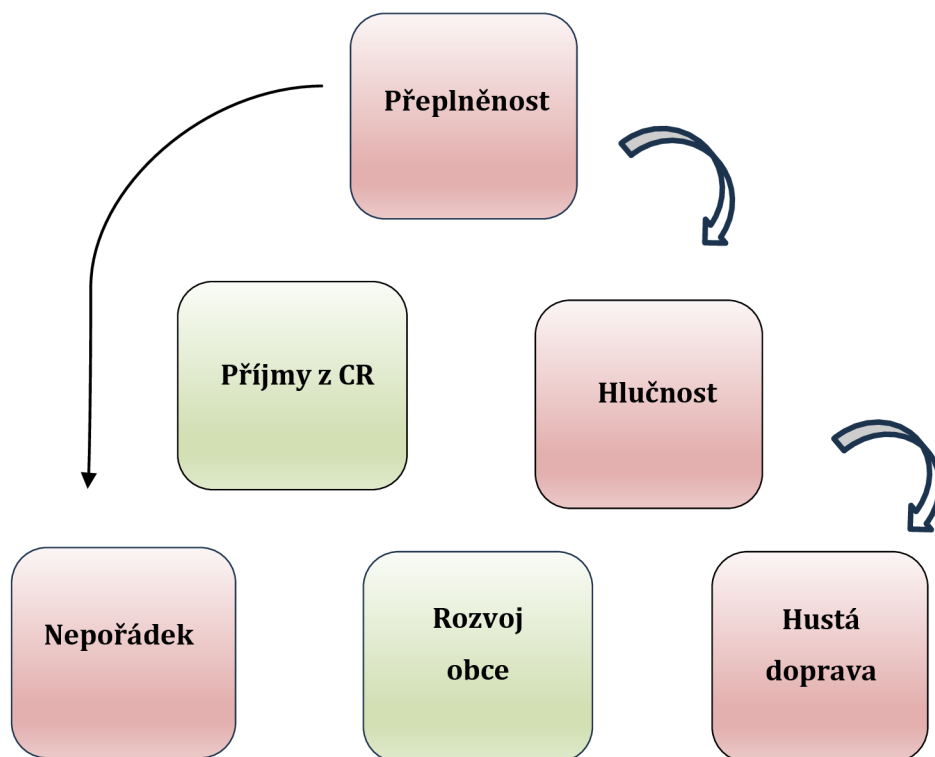 Přeplněnost
Příjmy z CR
Hlučnost
Nepořádek
Rozvoj
obce
Hustá
doprava